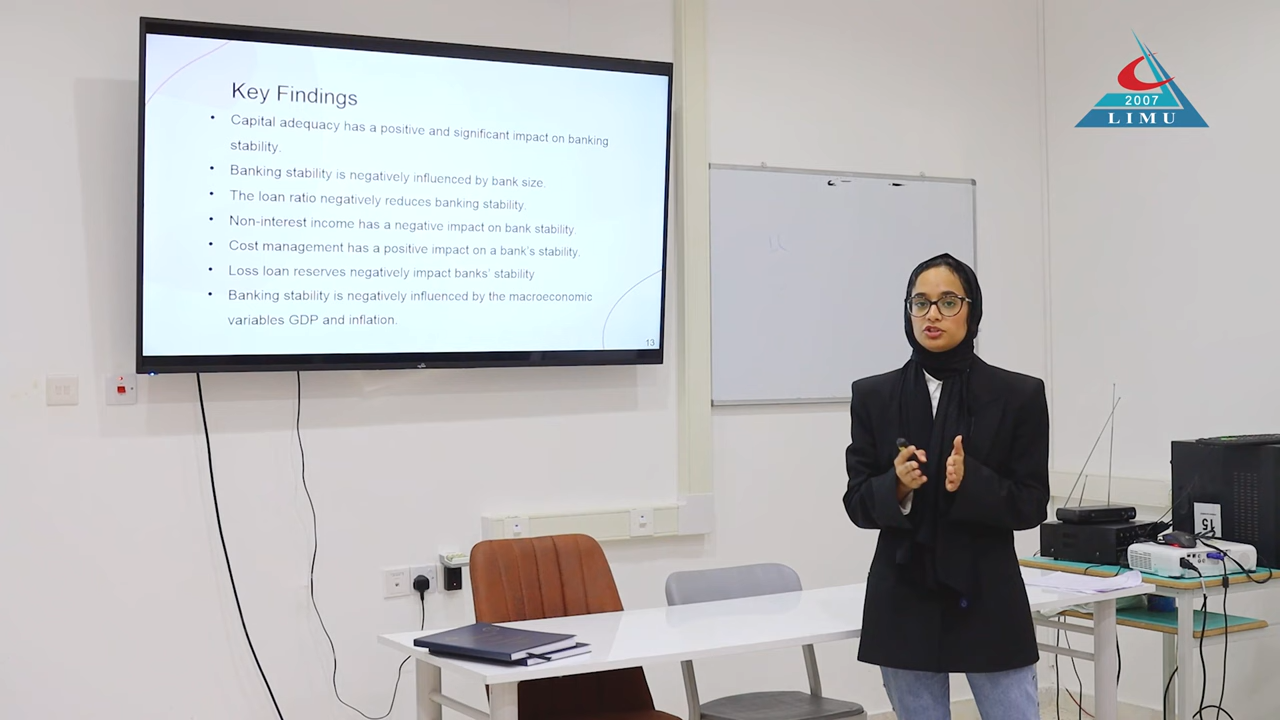 Key Findings
• Capital adequacy has a positive and significant impact on banking
stability.
• Banking stability is negatively influenced by bank size.
• The loan ratio negatively reduces banking stability.
• Non-interest income has a negative impact on bank stability.
• Cost management has a positive impact on a bank's stability.
• Loss loan reserves negatively impact banks' stability
• Banking stability is negatively influenced by the macroeconomic
variables GDP and inflation.
13
2007
LIMU
15